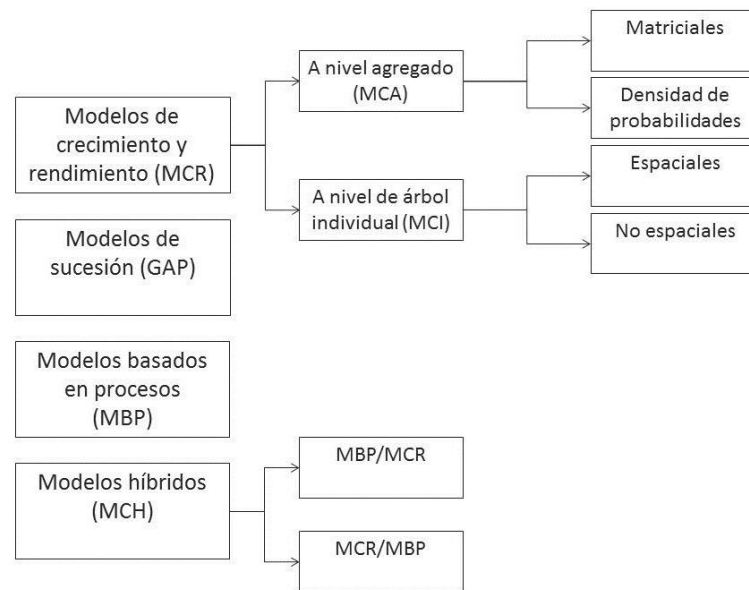 Modelos de
crecimiento y
rendimiento (MCR)
A nivel agregado
(MCA)
Matriciales
Densidad de
probabilidades
A nivel de árbol
individual (MCI)
Espaciales
No espaciales
Modelos de
sucesión (GAP)
Modelos basados
en procesos
(MBP)
Modelos híbridos
(MCH)
MBP/MCR
MCR/MBP